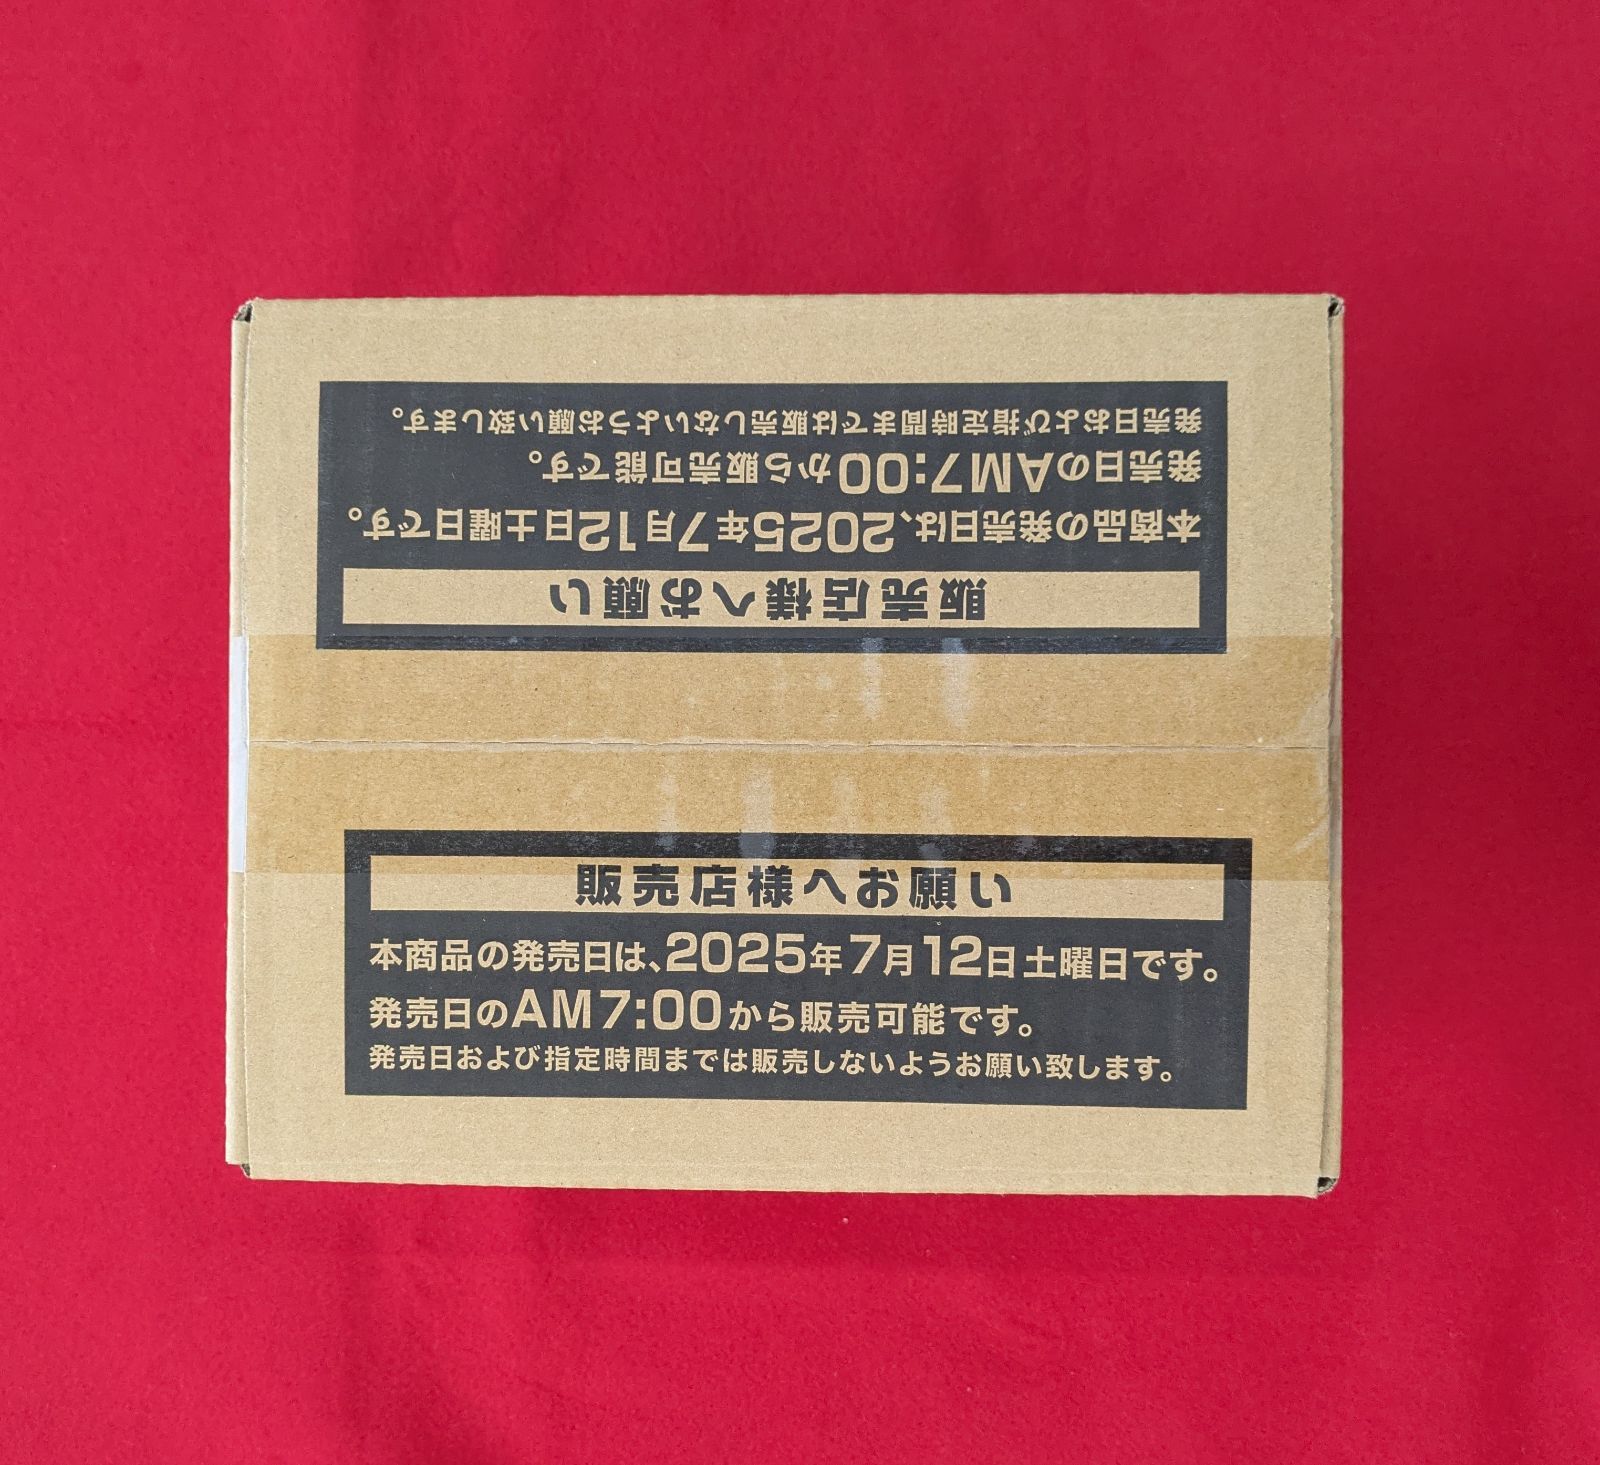 発売日および指定時間までは販売しないようお願い致します。
発売日のAM7:00から販売可能です。
本商品の発売日は、2025年7月12日土曜日です。
販売店様へお願い
販売店様へお願い
本商品の発売日は、2025年7月12日土曜日です。
発売日のAM7:00から販売可能です。
発売日および指定時間までは販売しないようお願い致します。